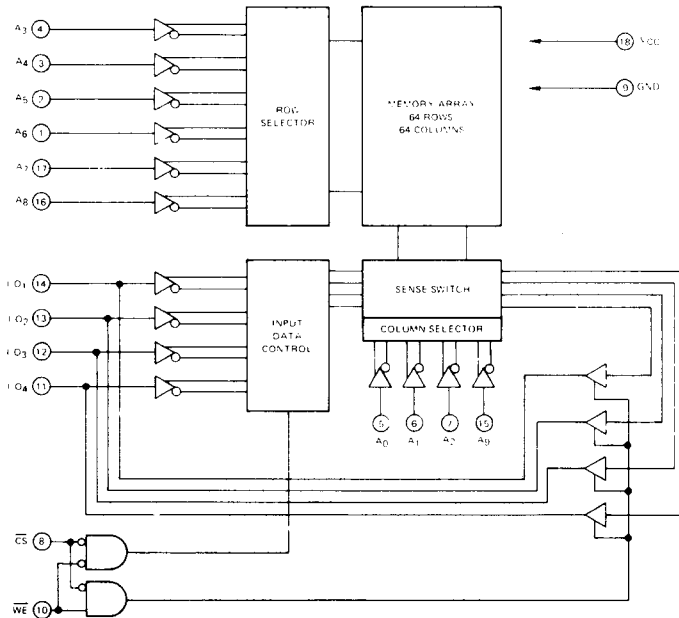 A3 4
A4 3
A5 2
A6 1
A7 17
A8 16
ROW
SELECTOR
MEMORY ARRAY
64 ROWS
64 COLUMNS
18 VCC
9 GND
I O1 14
I O2 13
I O3 12
I O4 11
INPUT
DATA
CONTROL
SENSE SWITCH
COLUMN SELECTOR
5 6 7 15
A0 A1 A2 A9
CS 8
WE 10